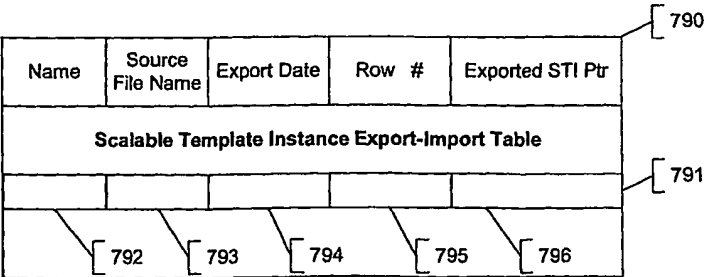 790
Name Source File Name Export Date Row # Exported STI Ptr
Scalable Template Instance Export-Import Table
791
792 793 794 795 796